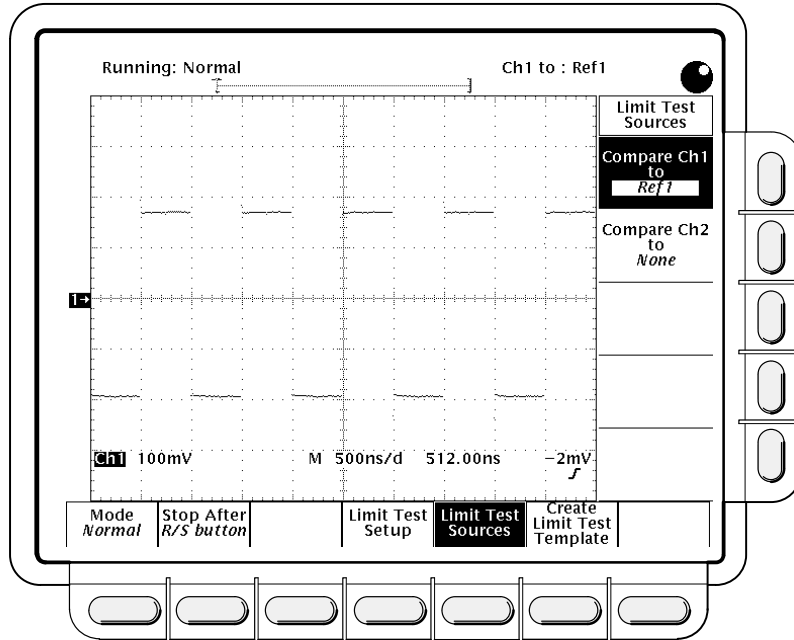 Running: Normal
Ch1 to : Ref1
Limit Test
Sources
Compare Ch1
to
Ref1
Compare Ch2
to
None
1→
Ch1 100mV M 500ns/d 512.00ns −2mV
Mode
Normal
Stop After
R/S button
Limit Test
Setup
Limit Test
Sources
Create
Limit Test
Template